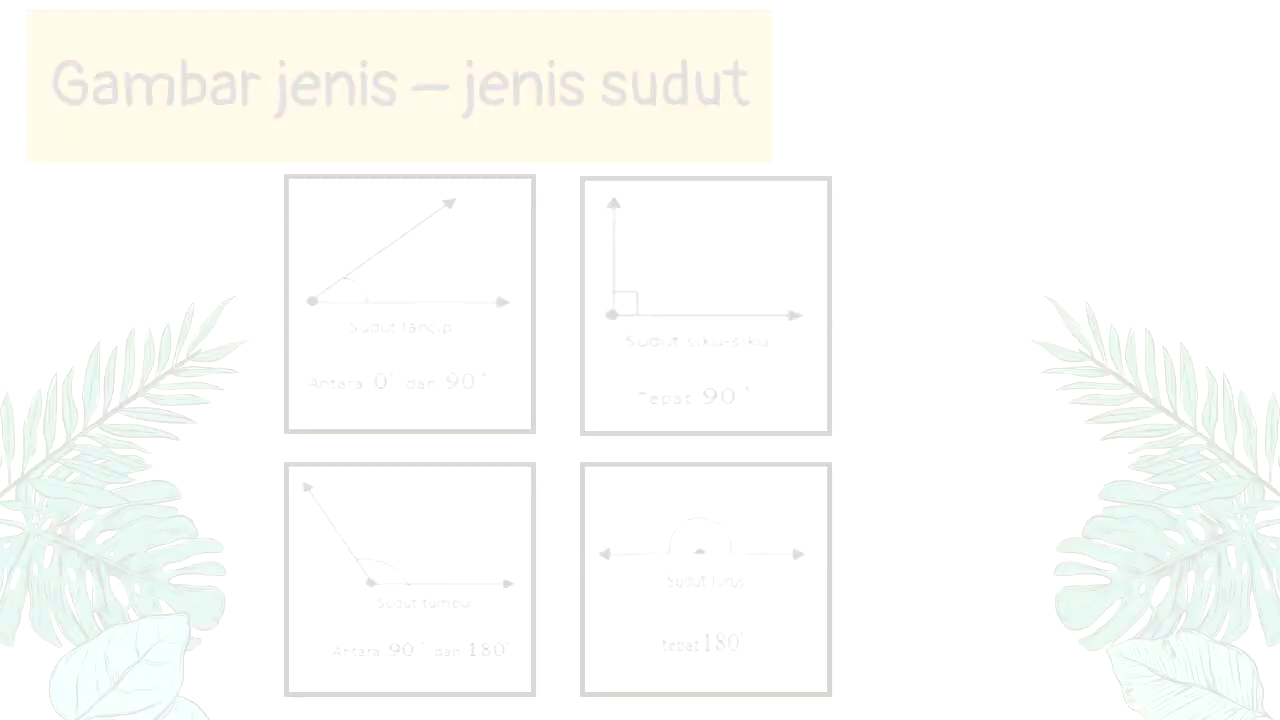 Gambar jenis – jenis sudut
Sudut lancip
Antara 0° dan 90°
Sudut siku-siku
Tepat 90°
Sudut tumpul
Antara 90° dan 180°
Sudut lurus
tepat 180°